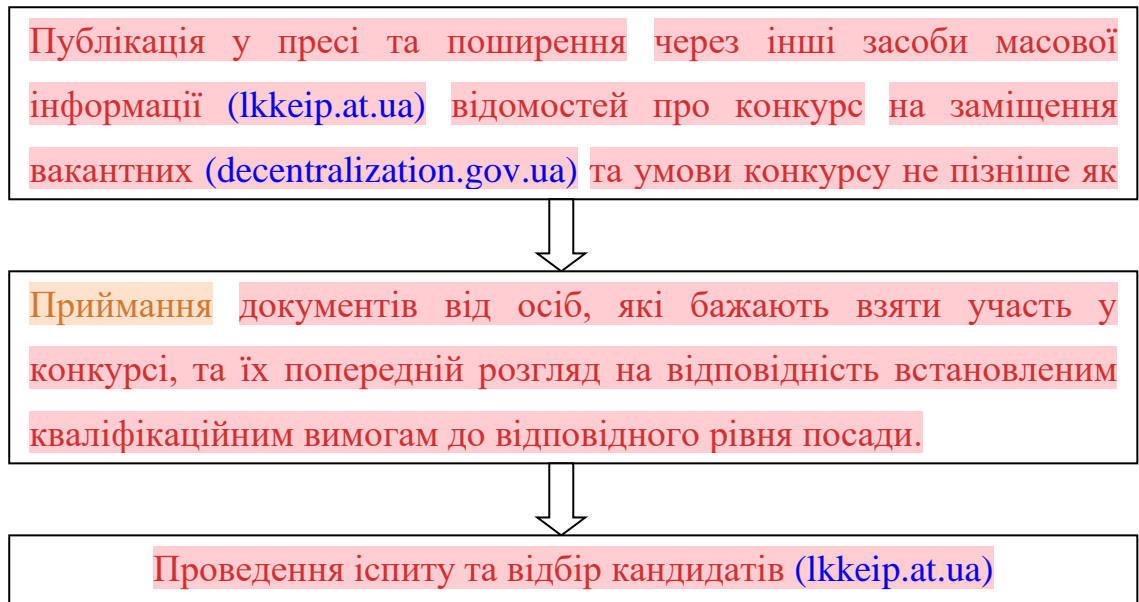 Публікація у пресі та поширення через інші засоби масової
інформації (lkkeip.at.ua) відомостей про конкурс на заміщення
вакантних (decentralization.gov.ua) та умови конкурсу не пізніше як
Приймання документів від осіб, які бажають взяти участь у
конкурсі, та їх попередній розгляд на відповідність встановленим
кваліфікаційним вимогам до відповідного рівня посади.
Проведення іспиту та відбір кандидатів (lkkeip.at.ua)